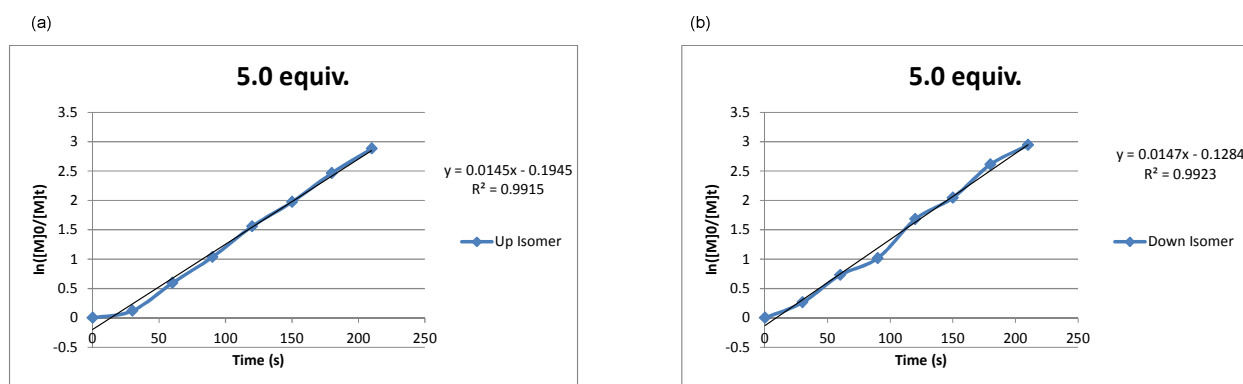 (a)
5.0 equiv.
3.5
3
2.5
2
1.5
1
0.5
0
-0.5
0
50
100
150
200
250
ln([M]0/[M]t)
Time (s)
y = 0.0145x - 0.1945
R² = 0.9915
Up Isomer
(b)
5.0 equiv.
3.5
3
2.5
2
1.5
1
0.5
0
-0.5
0
50
100
150
200
250
ln([M]0/[M]t)
Time (s)
y = 0.0147x - 0.1284
R² = 0.9923
Down Isomer